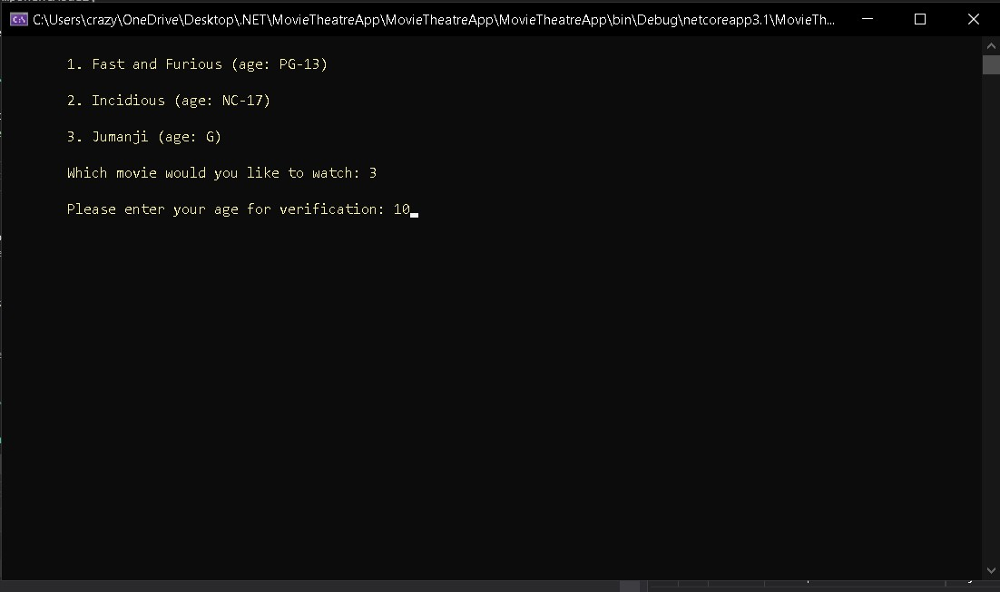 C:\Users\crazy\OneDrive\Desktop\.NET\MovieTheatreApp\MovieTheatreApp\MovieTheatreApp\bin\Debug\netcoreapp3.1\MovieTh...
1. Fast and Furious (age: PG-13)
2. Incidious (age: NC-17)
3. Jumanji (age: G)
Which movie would you like to watch: 3
Please enter your age for verification: 10